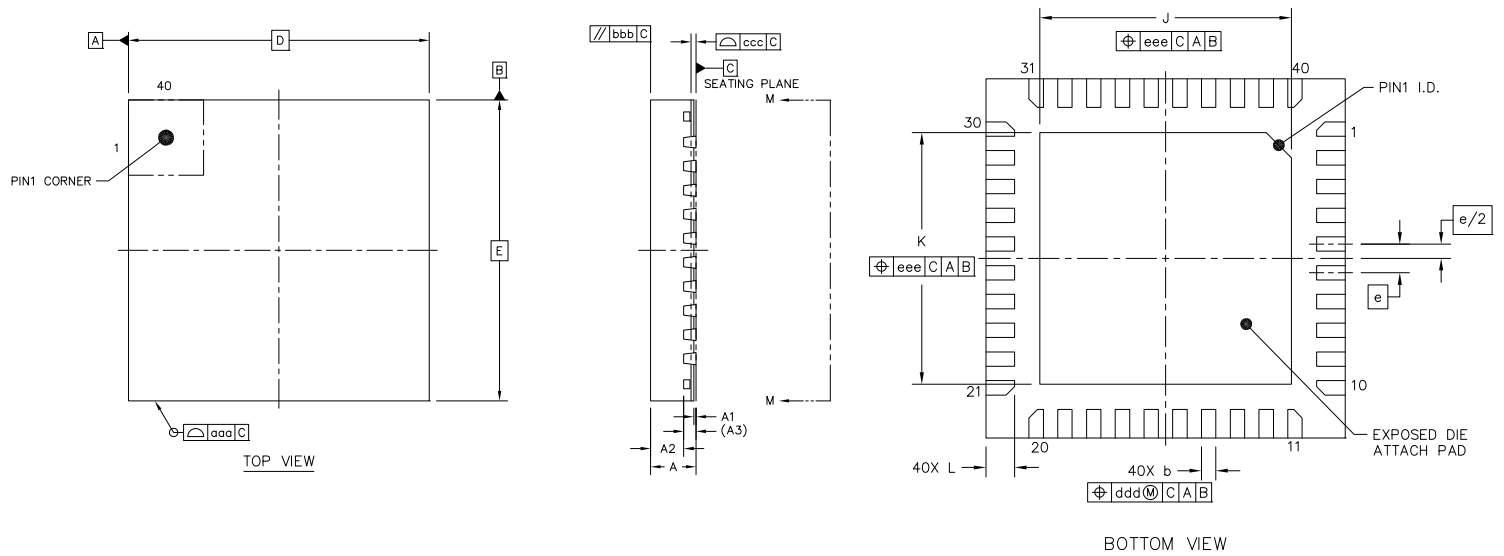 A
D
B
40
1
PIN1 CORNER
E
aaa C
TOP VIEW
// bbb C
ccc C
C
SEATING PLANE
M
M
A1
(A3)
A2
A
J
⌖ eee C A B
31
40
PIN1 I.D.
30
1
K
⌖ eee C A B
e/2
e
21
10
20
11
EXPOSED DIE
ATTACH PAD
40X L
40X b
⌖ ddd Ⓜ C A B
BOTTOM VIEW